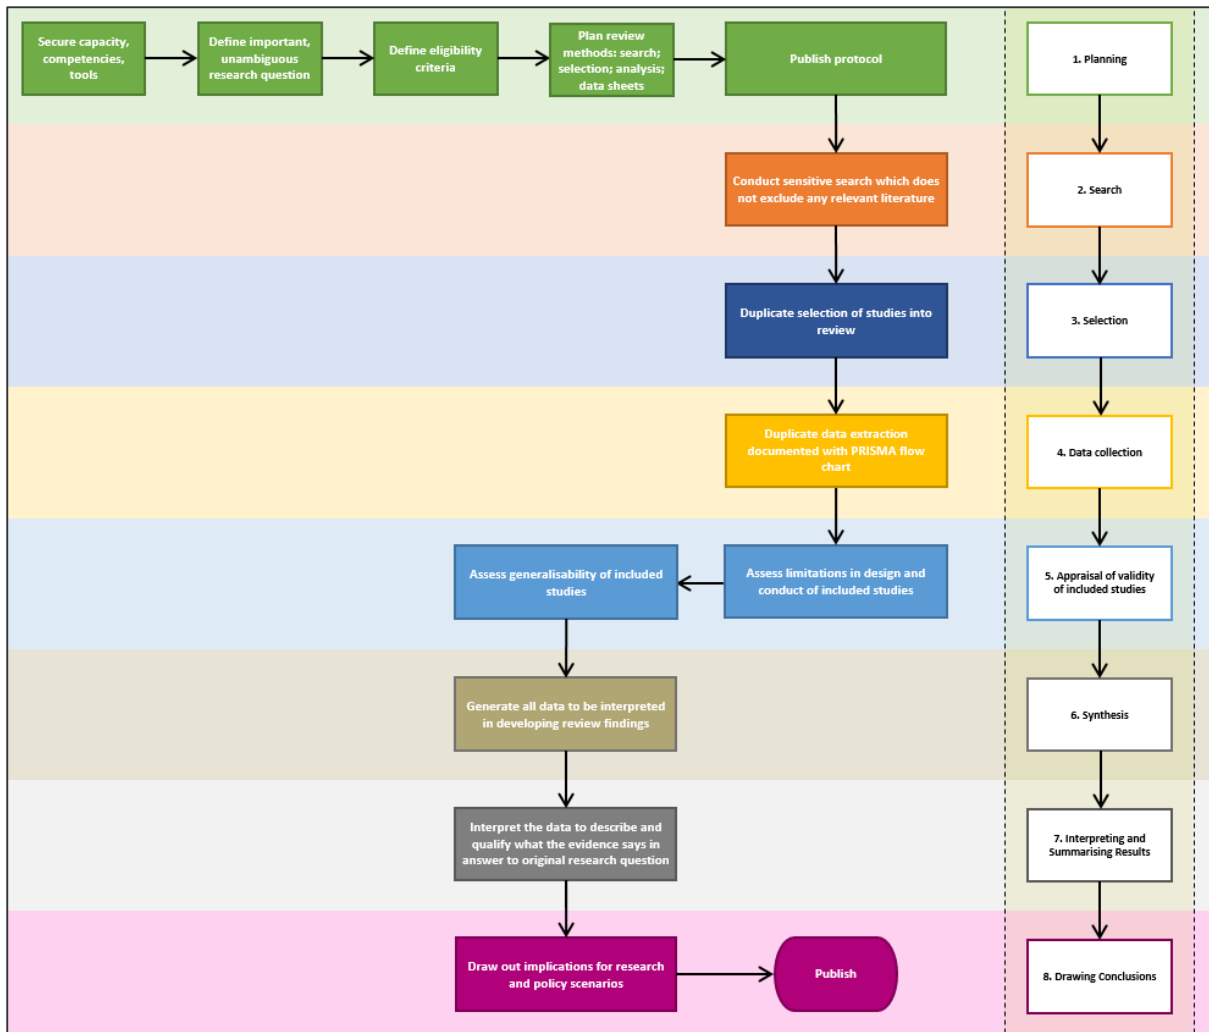 Secure capacity,
competencies,
tools
Define important,
unambiguous
research question
Define eligibility
criteria
Plan review
methods: search;
selection; analysis;
data sheets
Publish protocol
1. Planning
Conduct sensitive search which does
not exclude any relevant literature
2. Search
Duplicate selection of studies into
review
3. Selection
Duplicate data extraction
documented with PRISMA flow
chart
4. Data collection
Assess generalisability of included
studies
Assess limitations in design and
conduct of included studies
5. Appraisal of validity
of included studies
Generate all data to be interpreted
in developing review findings
6. Synthesis
Interpret the data to describe and
qualify what the evidence says in
answer to original research question
7. Interpreting and
Summarising Results
Draw out implications for research
and policy scenarios
Publish
8. Drawing Conclusions